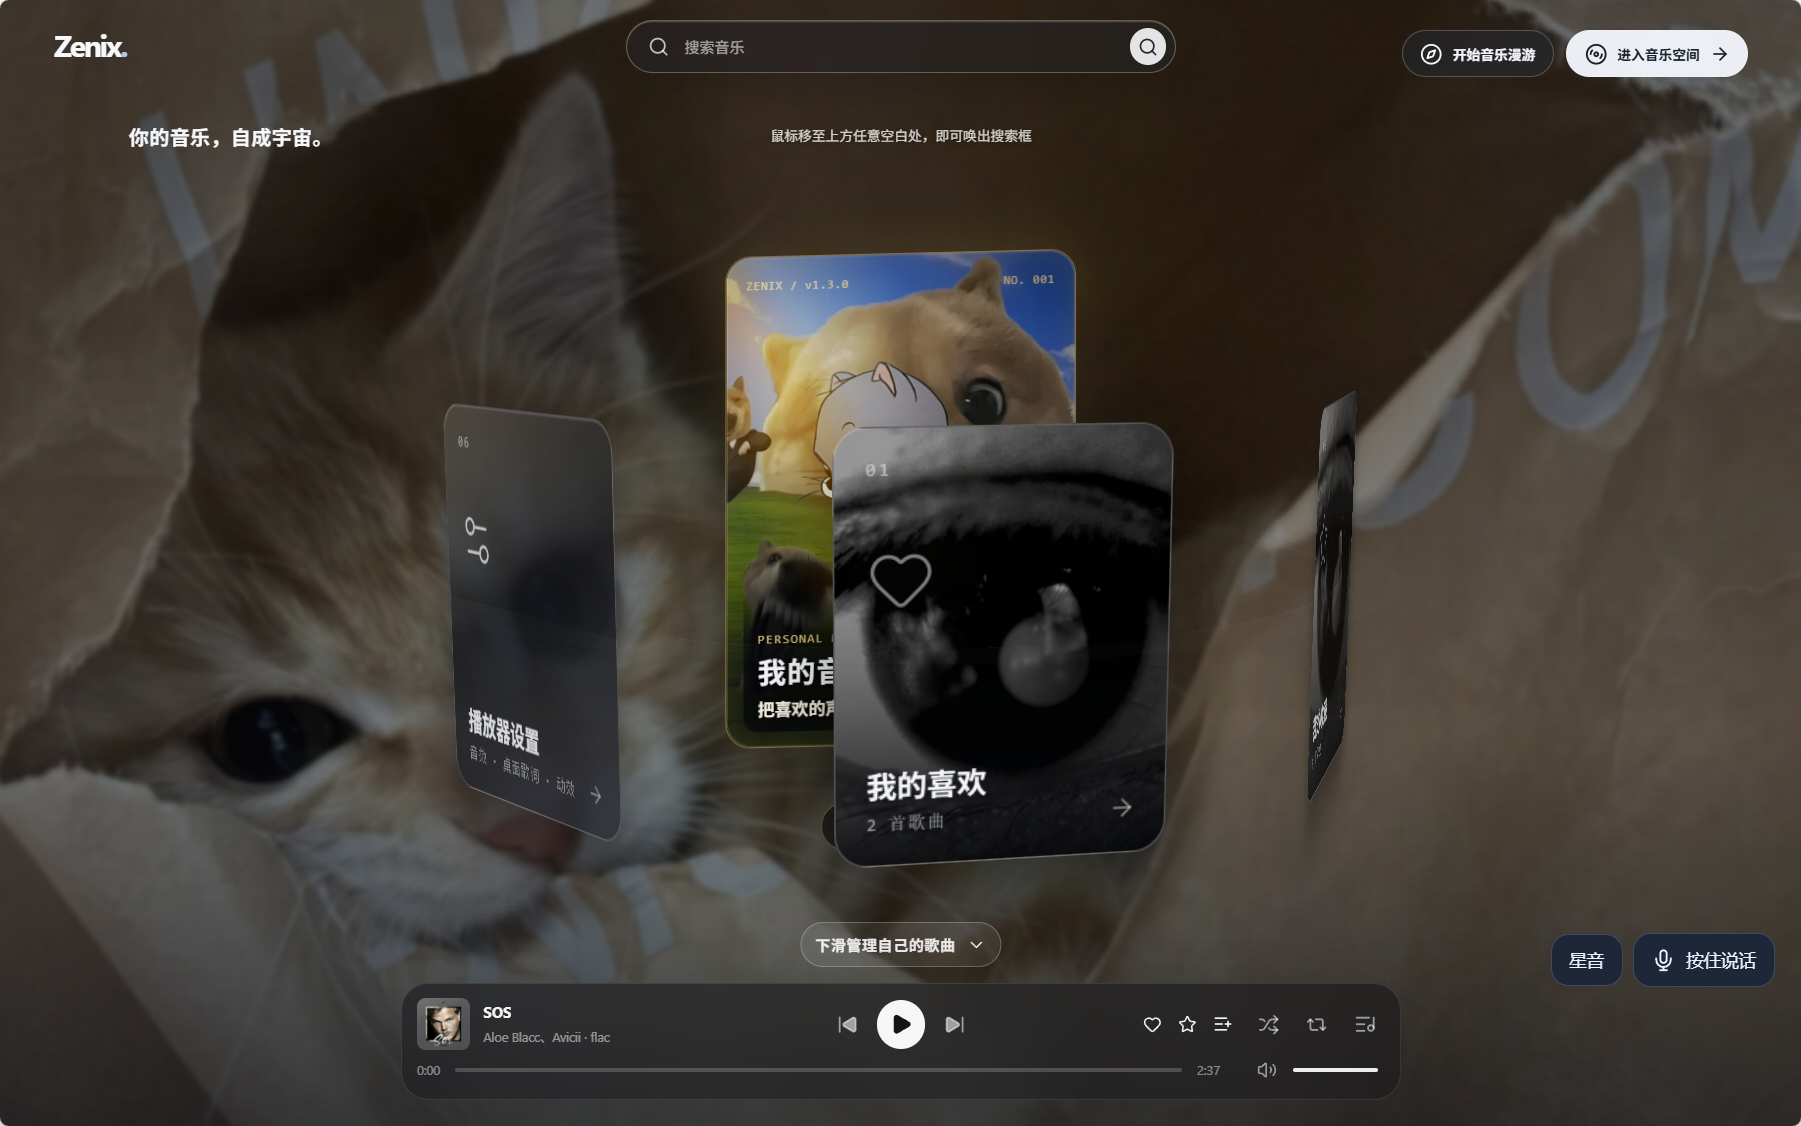 Zenix.
搜索音乐
开始音乐漫游
进入音乐空间
你的音乐，自成宇宙。
鼠标移至上方任意空白处，即可唤出搜索框
ZENIX / v1.3.0
NO. 001
PERSONAL
我的音
把喜欢的声
06
播放器设置
音效 · 桌面歌词 · 动效
01
我的喜欢
2 首歌曲
下滑管理自己的歌曲
星音
按住说话
SOS
Aloe Blacc、Avicii · flac
0:00
2:37